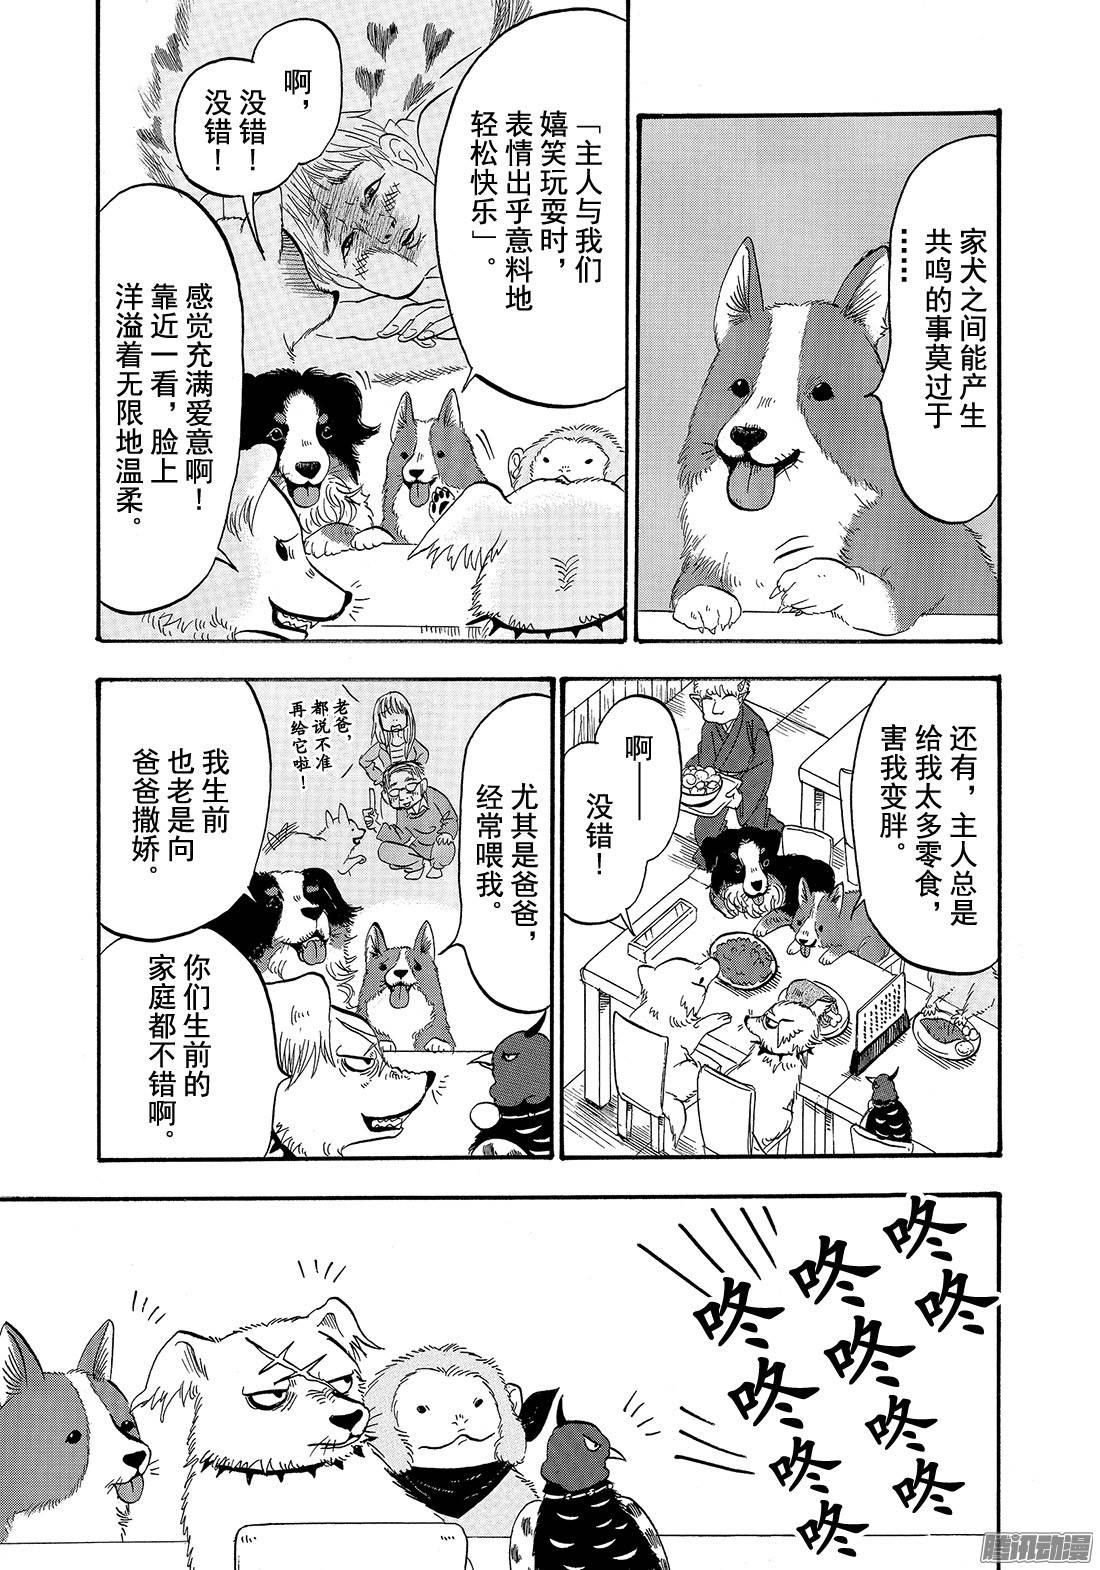 家犬之间能产生
共鸣的事莫过于
……
「主人与我们
嬉笑玩耍时，
表情出乎意料地
轻松快乐」。
啊，
没错！
没错！
感觉充满爱意啊！
靠近一看，脸上
洋溢着无限地温柔。
还有，主人总是
给我太多零食，
害我变胖。
啊——
没错！
尤其是爸爸，
经常喂我。
老爸，
都说不准
再给它啦！
我生前
也老是向
爸爸撒娇。
你们生前的
家庭都不错啊。
咚咚
咚咚咚
咚咚咚咚
腾讯动漫